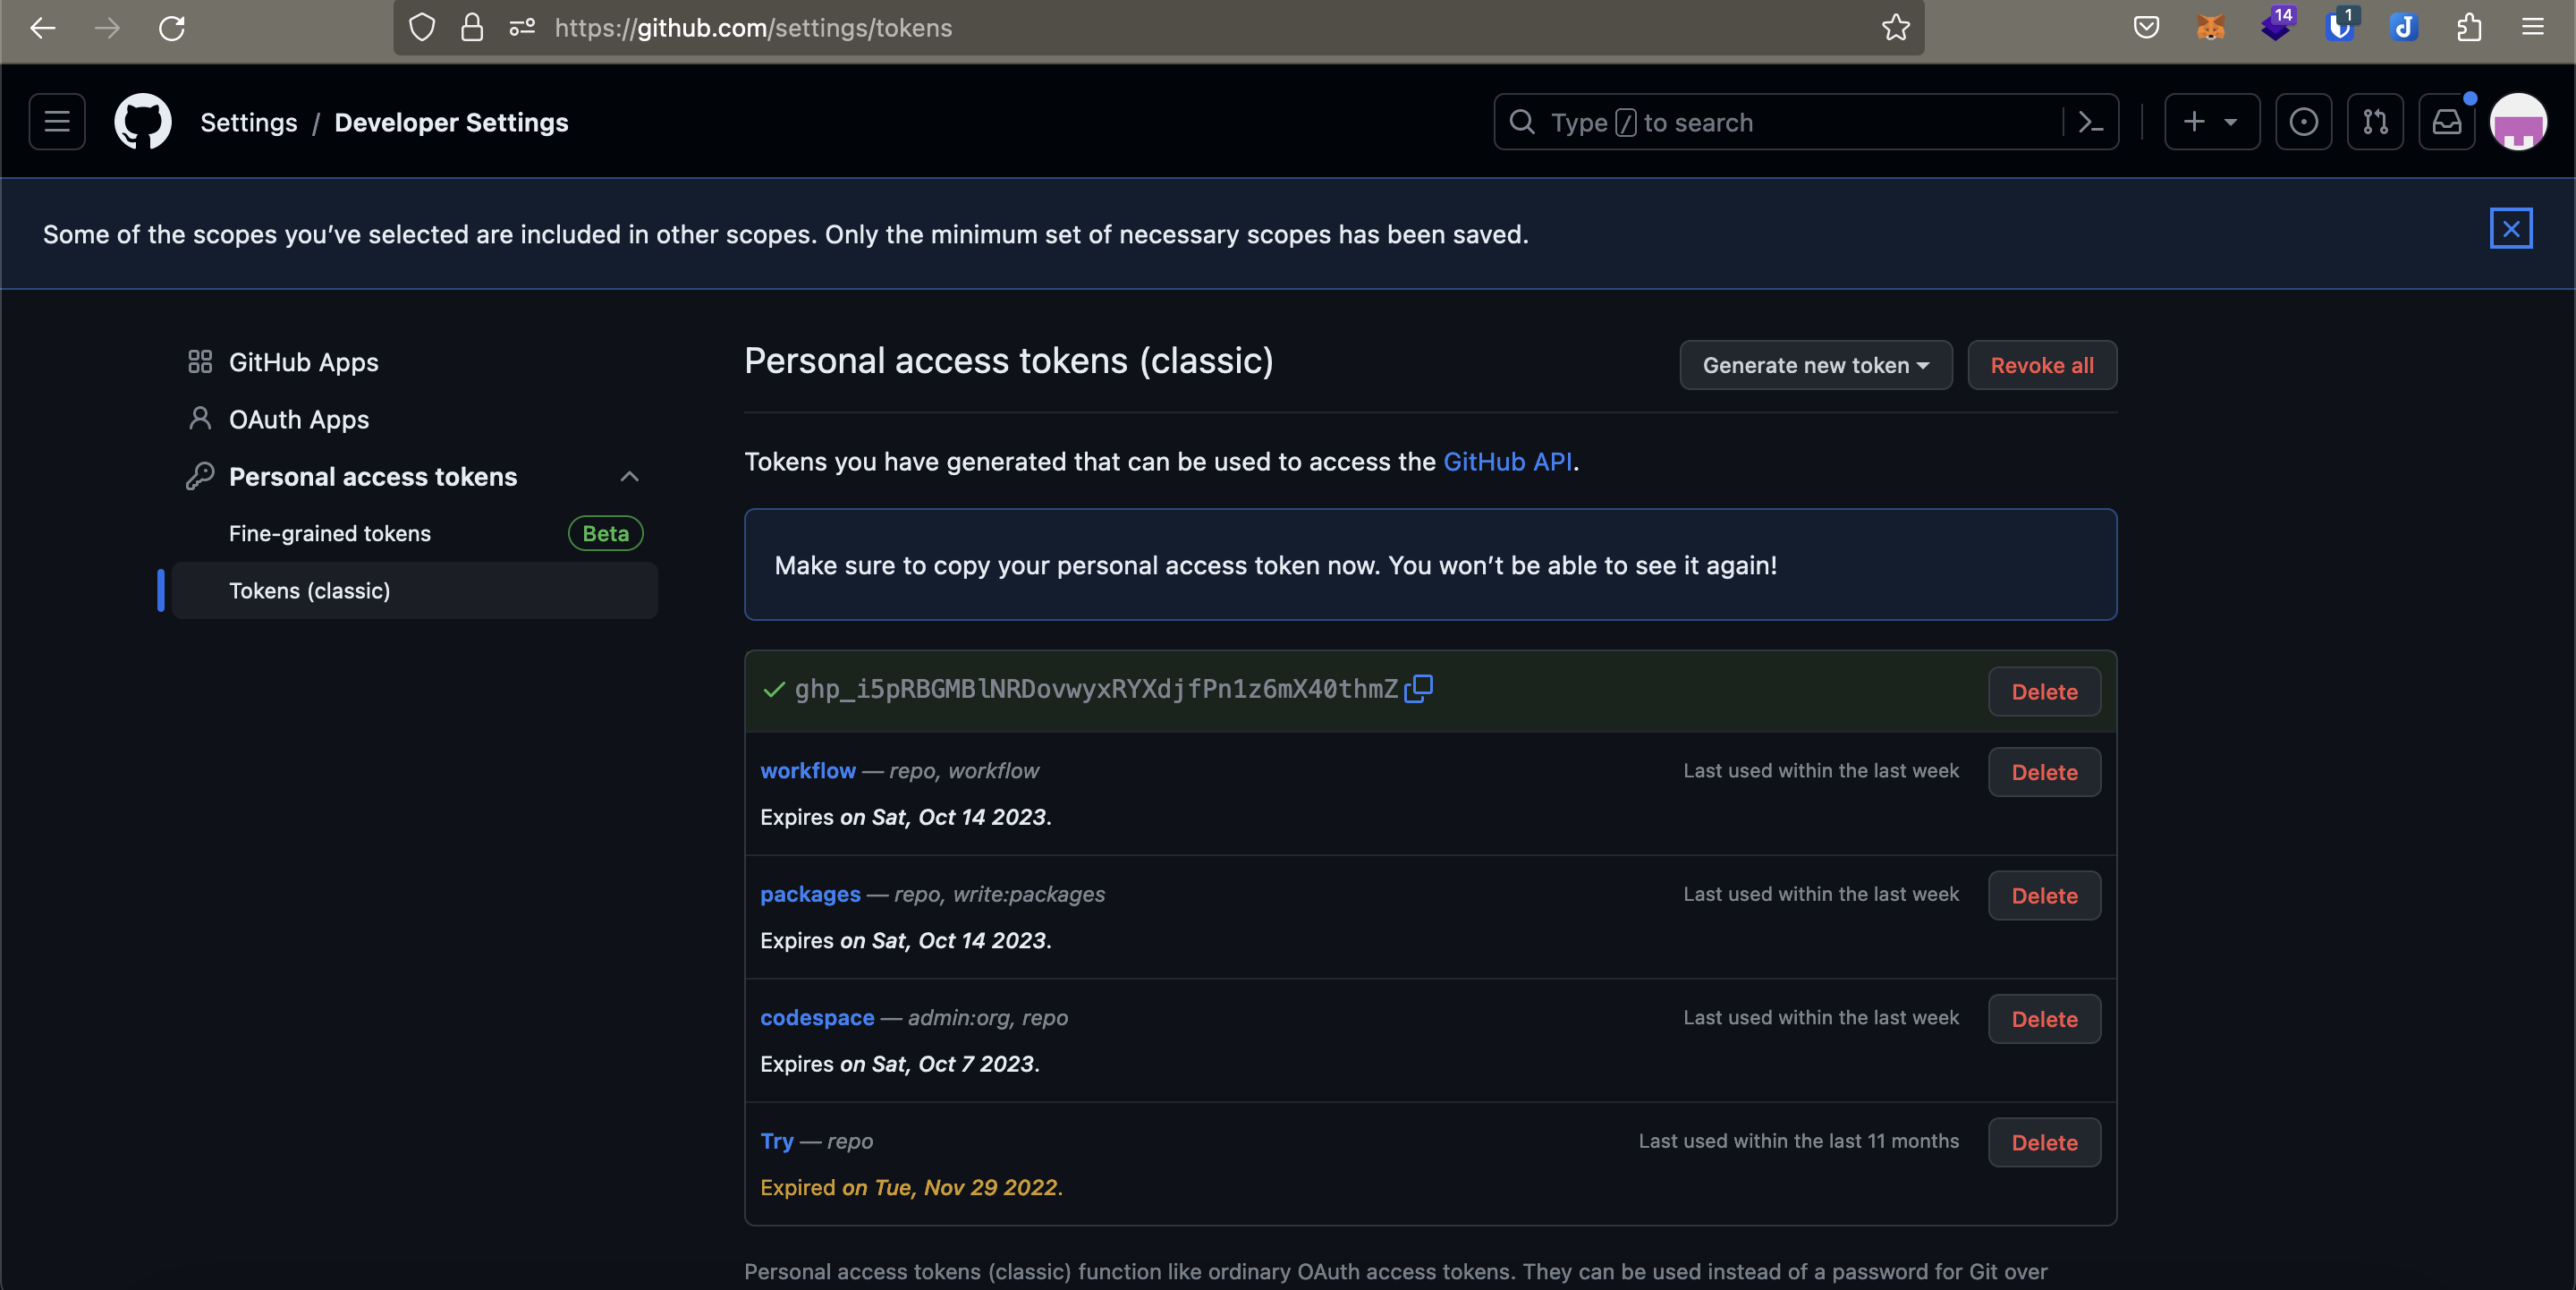 14
1
https://github.com/settings/tokens
Settings / Developer Settings
Type / to search
Some of the scopes you’ve selected are included in other scopes. Only the minimum set of necessary scopes has been saved.
GitHub Apps
OAuth Apps
Personal access tokens
Fine-grained tokens Beta
Tokens (classic)
Personal access tokens (classic)
Generate new token
Revoke all
Tokens you have generated that can be used to access the GitHub API.
Make sure to copy your personal access token now. You won’t be able to see it again!
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 Delete
workflow — repo, workflow Last used within the last week Delete
Expires on Sat, Oct 14 2023.
packages — repo, write:packages Last used within the last week Delete
Expires on Sat, Oct 14 2023.
codespace — admin:org, repo Last used within the last week Delete
Expires on Sat, Oct 7 2023.
Try — repo Last used within the last 11 months Delete
Expired on Tue, Nov 29 2022.
Personal access tokens (classic) function like ordinary OAuth access tokens. They can be used instead of a password for Git over